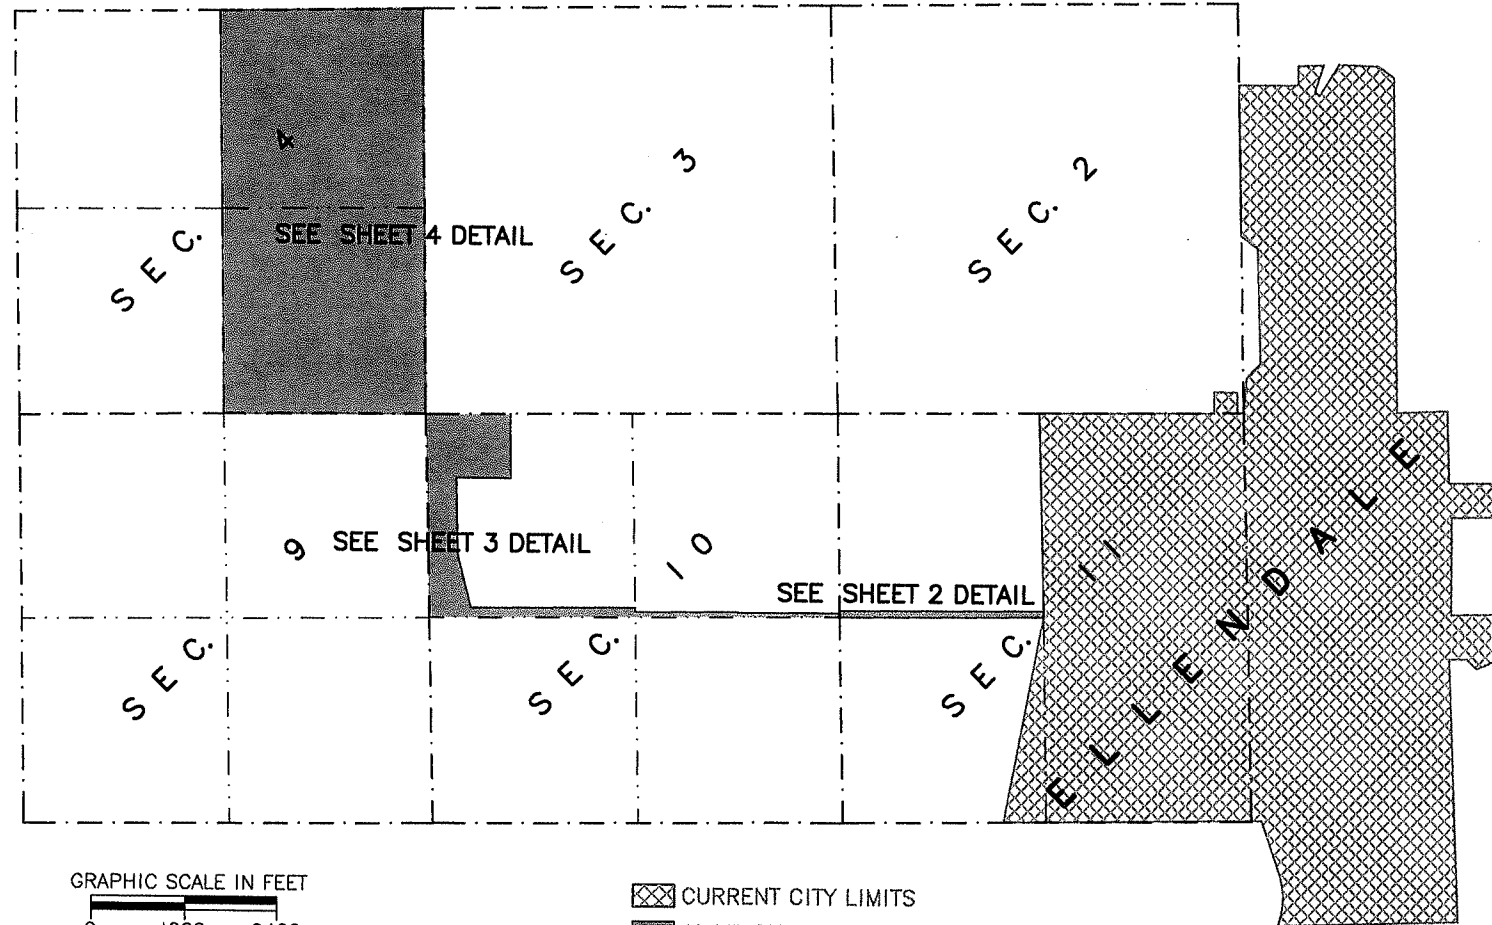 SEC. 4
SEE SHEET 4 DETAIL
SEC. 3
SEC. 2
SEC. 9
SEE SHEET 3 DETAIL
SEC. 10
SEE SHEET 2 DETAIL
SEC. 11
ELLENDALE
GRAPHIC SCALE IN FEET
CURRENT CITY LIMITS